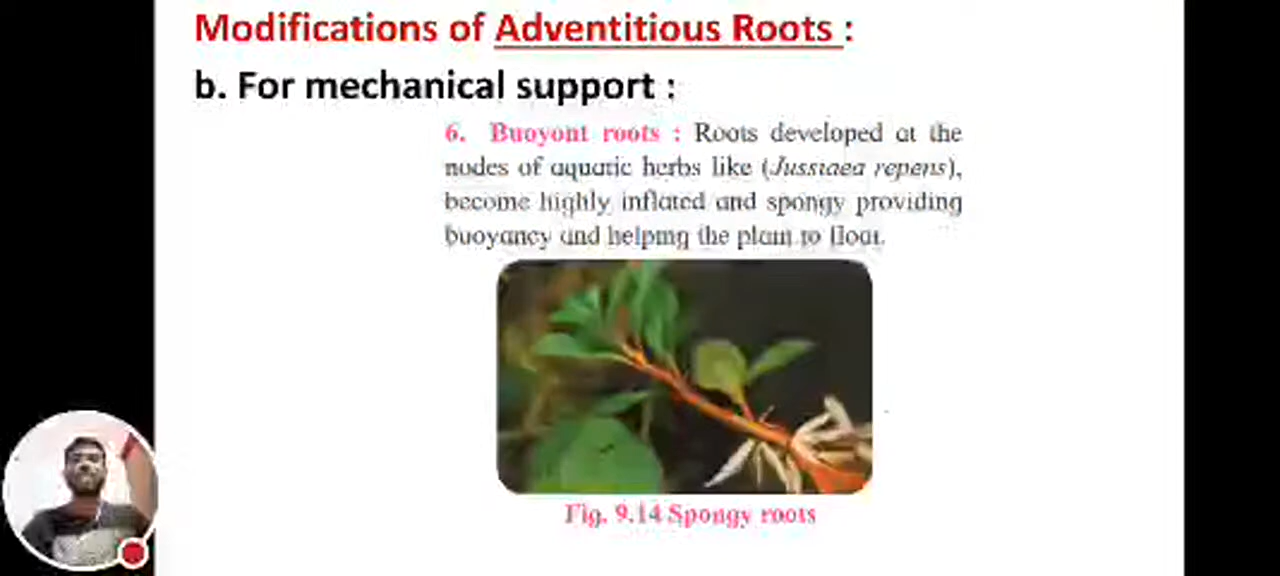 Modifications of Adventitious Roots :
b. For mechanical support :
6. Buoyont roots : Roots developed at the
nodes of aquatic herbs like (Jussiaea repens),
become highly inflated and spongy providing
buoyancy and helping the plant to float.
Fig. 9.14 Spongy roots